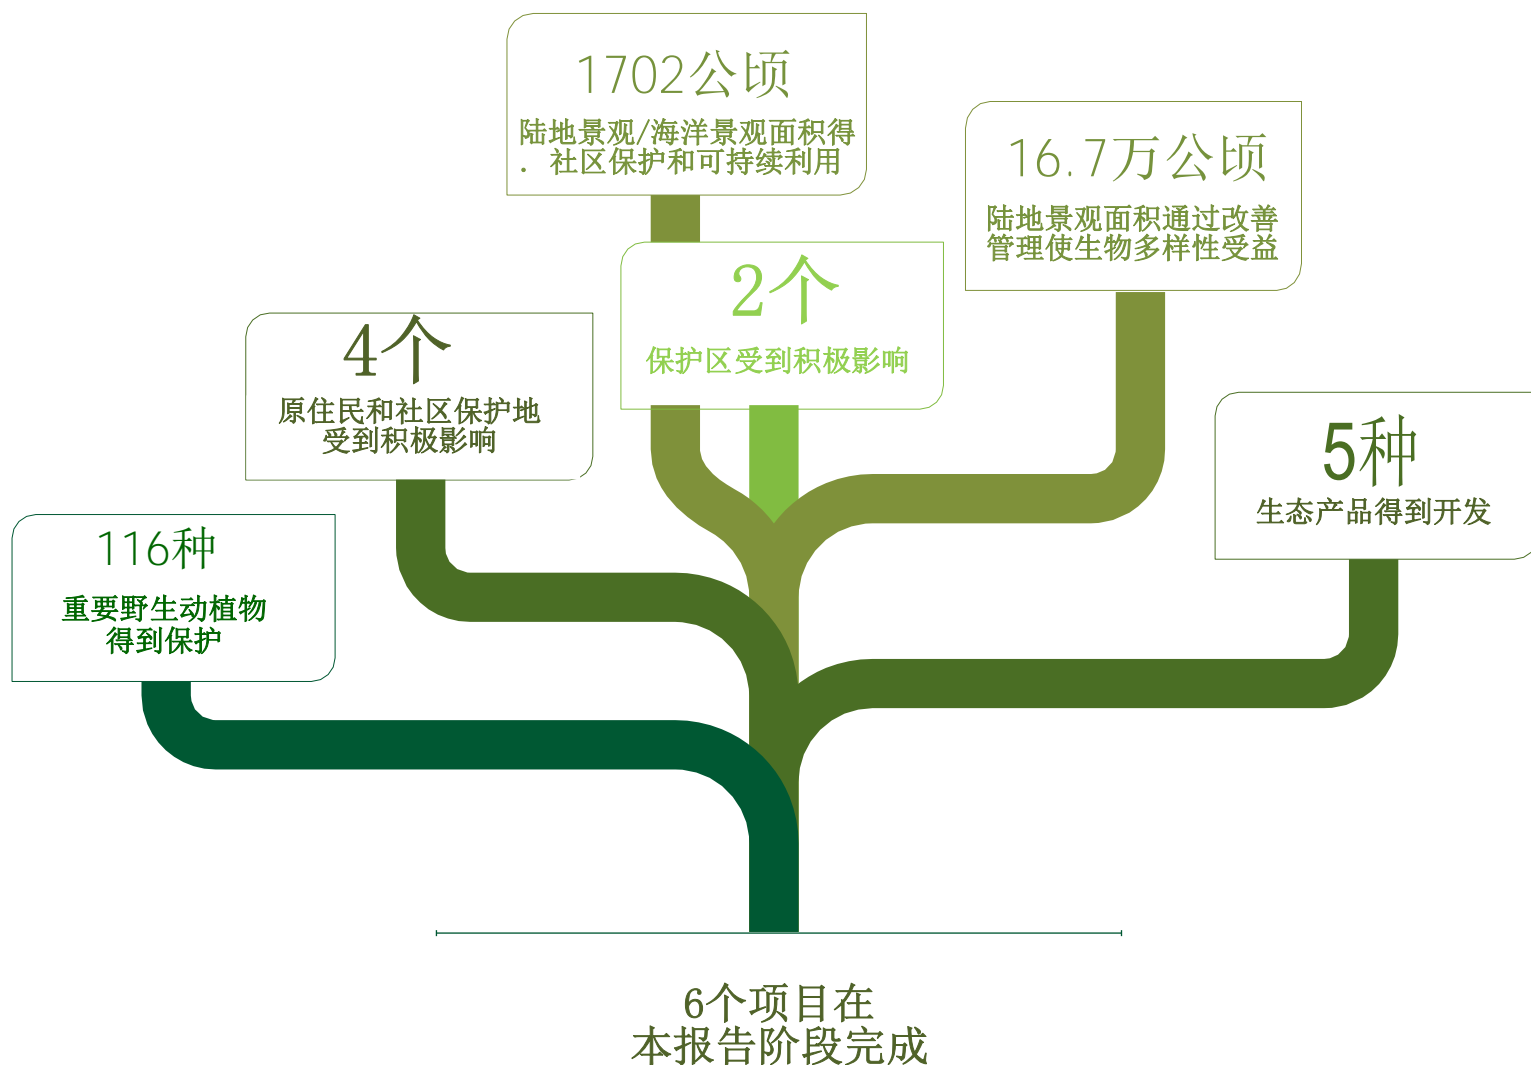 1702公顷
陆地景观/海洋景观面积得
. 社区保护和可持续利用
16.7万公顷
陆地景观面积通过改善
管理使生物多样性受益
2个
保护区受到积极影响
4个
原住民和社区保护地
受到积极影响
5种
生态产品得到开发
116种
重要野生动植物
得到保护
6个项目在
本报告阶段完成